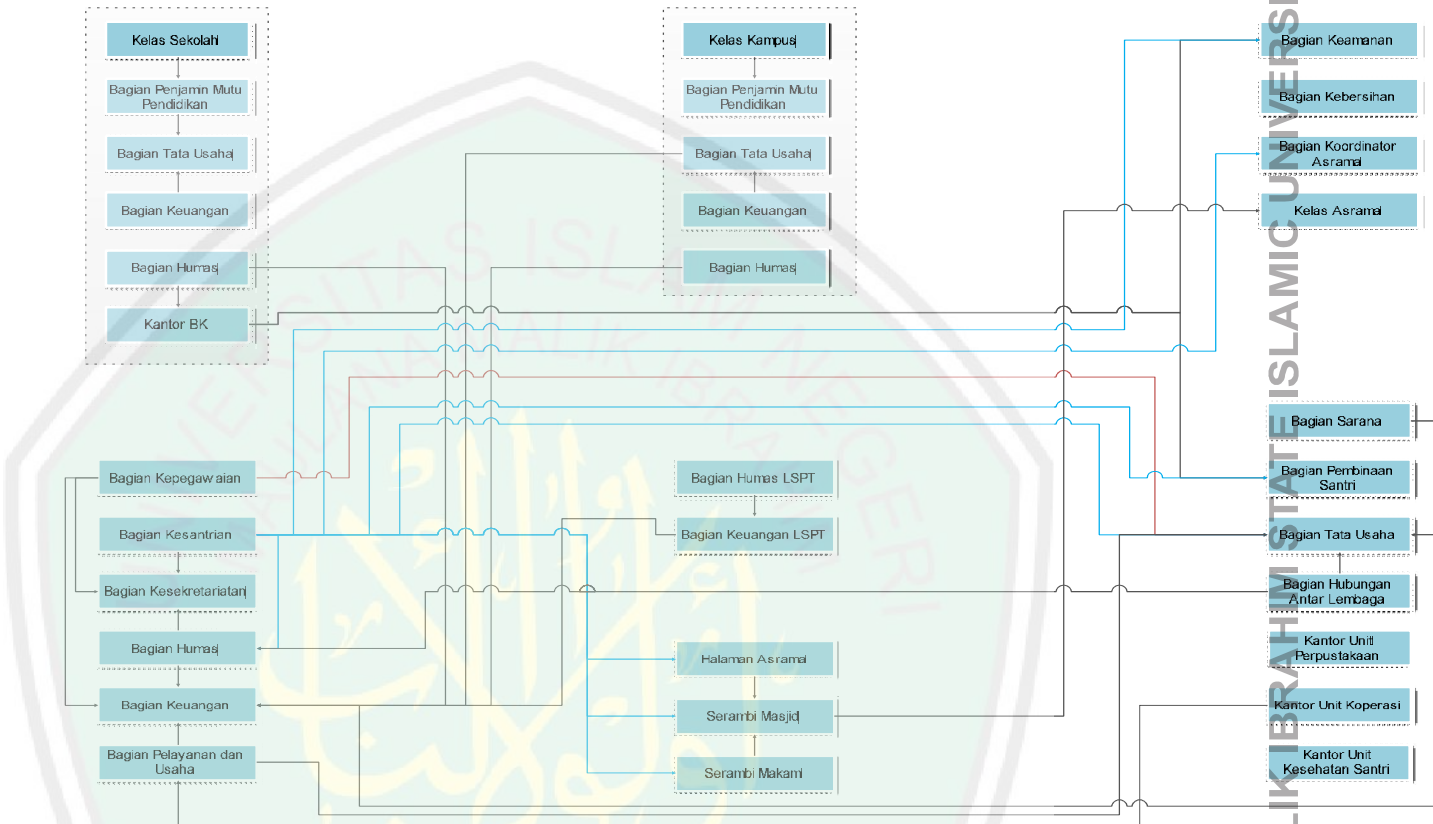 Kelas Sekolah
Bagian Penjamin Mutu
Pendidikan
Bagian Tata Usaha
Bagian Keuangan
Bagian Humas
Kantor BK
Kelas Kampus
Bagian Penjamin Mutu
Pendidikan
Bagian Tata Usaha
Bagian Keuangan
Bagian Humas
Bagian Keamanan
Bagian Kebersihan
Bagian Koordinator
Asrama
Kelas Asrama
Bagian Kepegawaian
Bagian Kesantrian
Bagian Kesekretariatan
Bagian Humas
Bagian Keuangan
Bagian Pelayanan dan
Usaha
Bagian Humas LSPT
Bagian Keuangan LSPT
Halaman Asrama
Serambi Masjid
Serambi Makam
Bagian Sarana
Bagian Pembinaan
Santri
Bagian Tata Usaha
Bagian Hubungan
Antar Lembaga
Kantor Unit
Perpustakaan
Kantor Unit Koperasi
Kantor Unit
Kesehatan Santri
UNIVERSITAS ISLAM NEGERI
MAULANA MALIK IBRAHIM
LIK IBRAHIM STATE ISLAMIC UNIVERSI